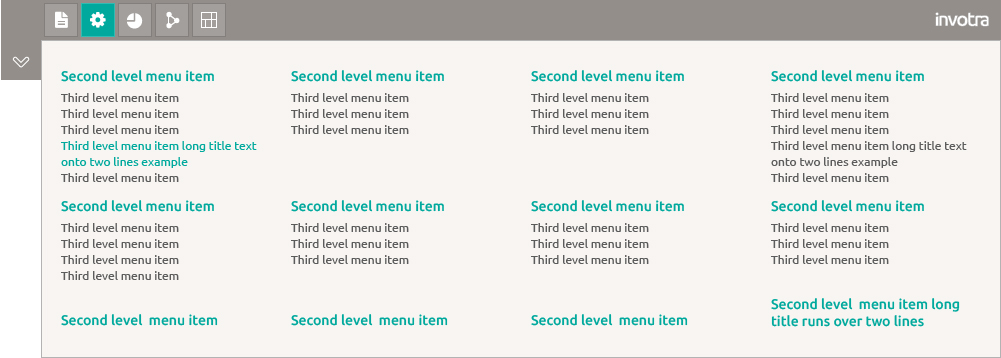 invotra
Second level menu item
Third level menu item
Third level menu item
Third level menu item
Third level menu item long title text
onto two lines example
Third level menu item
Second level menu item
Third level menu item
Third level menu item
Third level menu item
Second level menu item
Third level menu item
Third level menu item
Third level menu item
Second level menu item
Third level menu item
Third level menu item
Third level menu item
Third level menu item long title text
onto two lines example
Third level menu item
Second level menu item
Third level menu item
Third level menu item
Third level menu item
Third level menu item
Second level menu item
Third level menu item
Third level menu item
Third level menu item
Second level menu item
Third level menu item
Third level menu item
Third level menu item
Second level menu item
Third level menu item
Third level menu item
Third level menu item
Second level  menu item
Second level  menu item
Second level  menu item
Second level  menu item long
title runs over two lines